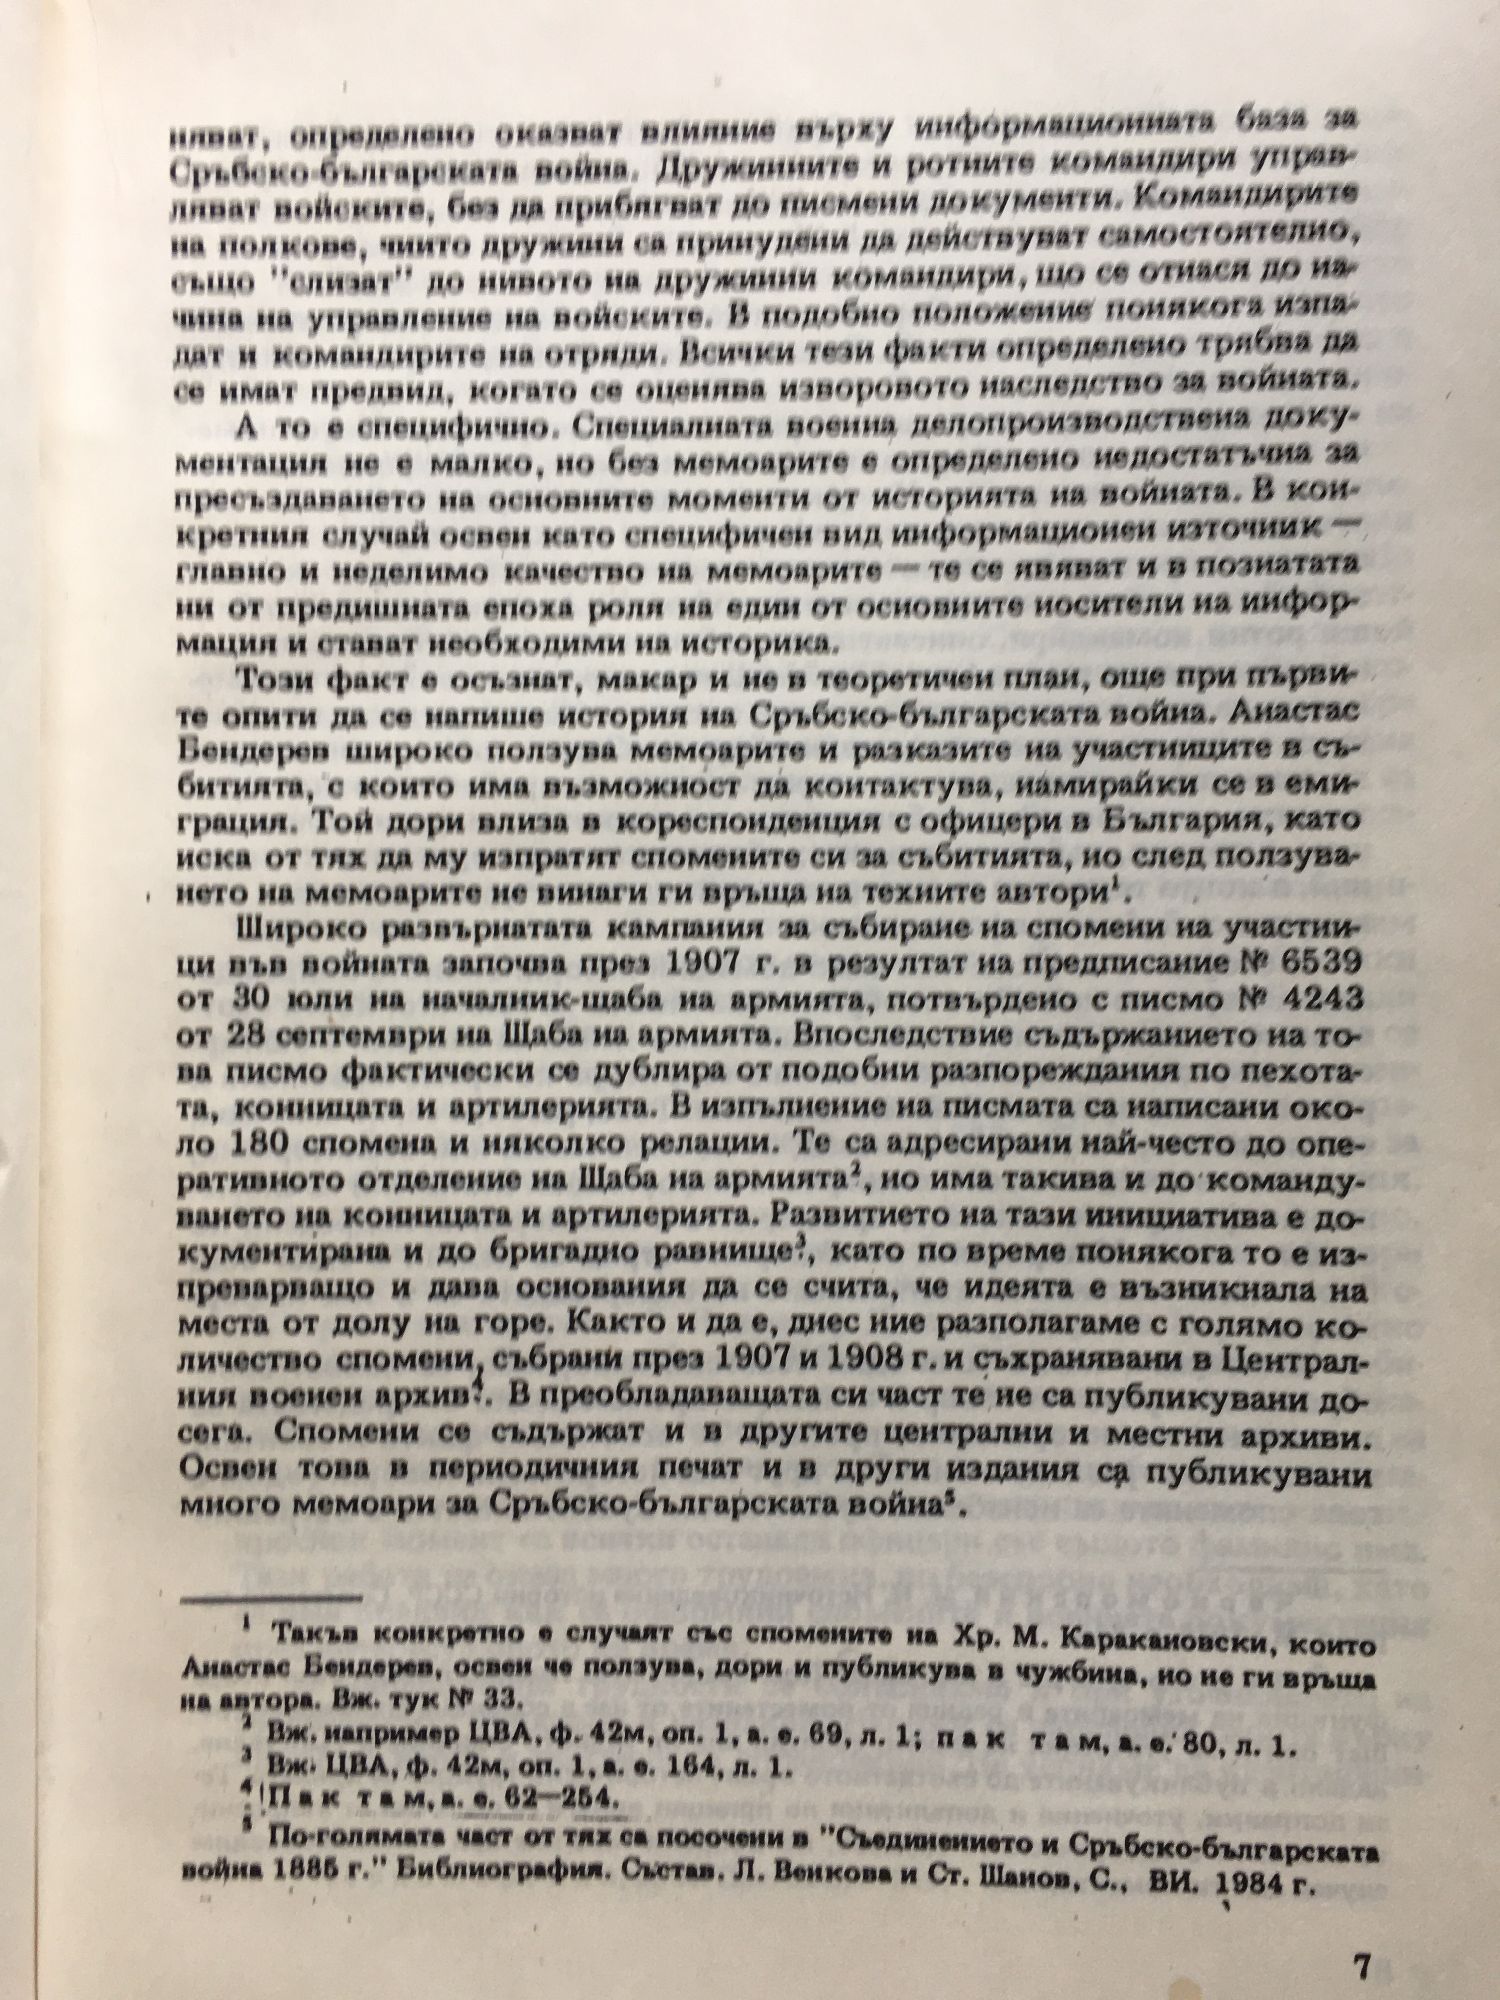 няват, определено оказват влияние върху информационната база за
Сръбско-българската война. Дружинните и ротните командири управ-
ляват войските, без да прибягват до писмени документи. Командирите
на полкове, чиито дружини са принудени да действуват самостоятелно,
също "слизат" до нивото на дружинни командири, що се отнася до на-
чина на управление на войските. В подобно положение понякога изпа-
дат и командирите на отряди. Всички тези факти определено трябва да
се имат предвид, когато се оценява изворовото наследство за войната.
А то е специфично. Специалната военна делопроизводствена доку-
ментация не е малко, но без мемоарите е определено недостатъчна за
пресъздаването на основните моменти от историята на войната. В кон-
кретния случай освен като специфичен вид информационен източник —
главно и неделимо качество на мемоарите — те се явяват и в познатата
ни от предишната епоха роля на един от основните носители на инфор-
мация и стават необходими на историка.
Този факт е осъзнат, макар и не в теоретичен план, още при първи-
те опити да се напише история на Сръбско-българската война. Анастас
Бендерев широко ползува мемоарите и разказите на участниците в съ-
битията, с които има възможност да контактува, намирайки се в еми-
грация. Той дори влиза в кореспонденция с офицери в България, като
иска от тях да му изпратят спомените си за събитията, но след ползува-
нето на мемоарите не винаги ги връща на техните автори¹.
Широко развърнатата кампания за събиране на спомени на участни-
ци във войната започва през 1907 г. в резултат на предписание № 6539
от 30 юли на началник-щаба на армията, потвърдено с писмо № 4243
от 28 септември на Щаба на армията. Впоследствие съдържанието на то-
ва писмо фактически се дублира от подобни разпореждания по пехота-
та, конницата и артилерията. В изпълнение на писмата са написани око-
ло 180 спомена и няколко релации. Те са адресирани най-често до опе-
ративното отделение на Щаба на армията², но има такива и до команду-
ването на конницата и артилерията. Развитието на тази инициатива е до-
кументирана и до бригадно равнище³, като по време понякога то е из-
преварващо и дава основания да се счита, че идеята е възникнала на
места от долу на горе. Както и да е, днес ние разполагаме с голямо ко-
личество спомени, събрани през 1907 и 1908 г. и съхранявани в Централ-
ния военен архив⁴. В преобладаващата си част те не са публикувани до-
сега. Спомени се съдържат и в другите централни и местни архиви.
Освен това в периодичния печат и в други издания са публикувани
много мемоари за Сръбско-българската война⁵.
¹ Такъв конкретно е случаят със спомените на Хр. М. Каракановски, които
Анастас Бендерев, освен че ползува, дори и публикува в чужбина, но не ги връща
на автора. Вж. тук № 33.
² Вж. например ЦВА, ф. 42м, оп. 1, а. е. 69, л. 1; пак там, а. е. 80, л. 1.
³ Вж. ЦВА, ф. 42м, оп. 1, а. е. 164, л. 1.
⁴ Пак там, а. е. 62—254.
⁵ По-голямата част от тях са посочени в "Съединението и Сръбско-българската
война 1885 г." Библиография. Състав. Л. Венкова и Ст. Шанов, С., ВИ. 1984 г.
7